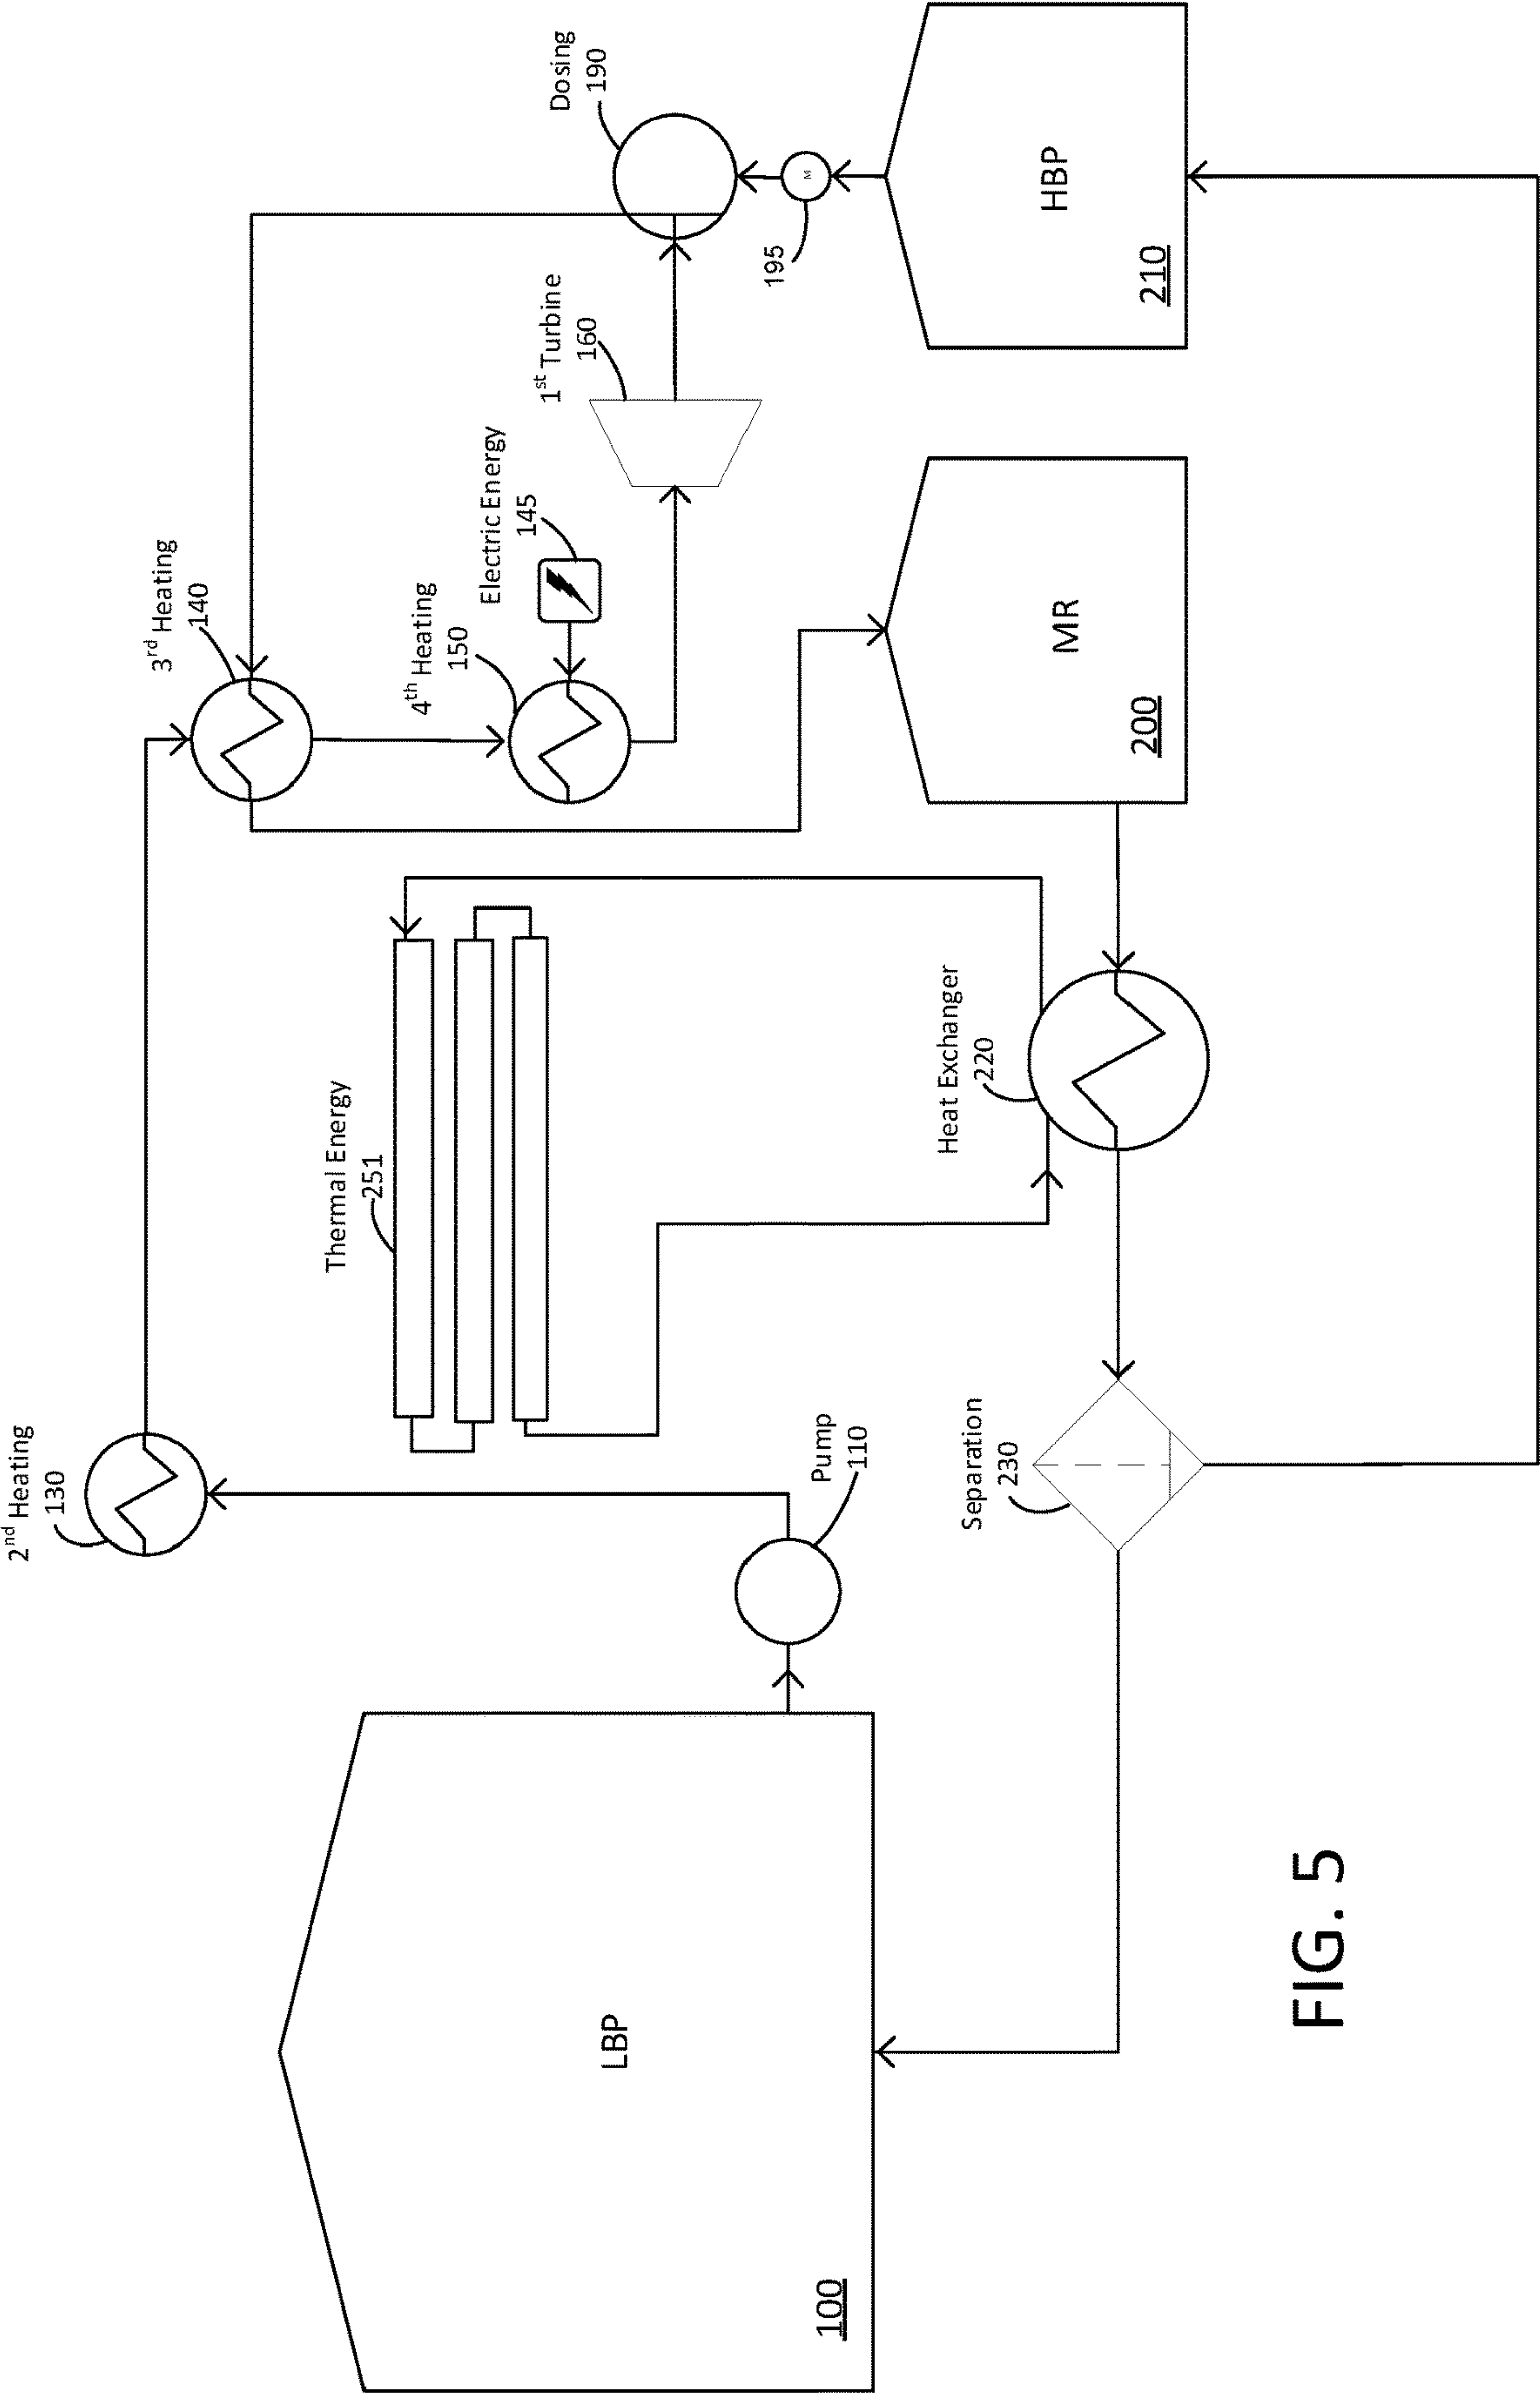 2nd Heating
130
3rd Heating
140
Thermal Energy
251
4th Heating
150
Electric Energy
145
1st Turbine
160
Dosing
190
LBP
100
Pump
110
195
M
Heat Exchanger
220
Separation
230
MR
200
HBP
210
FIG. 5